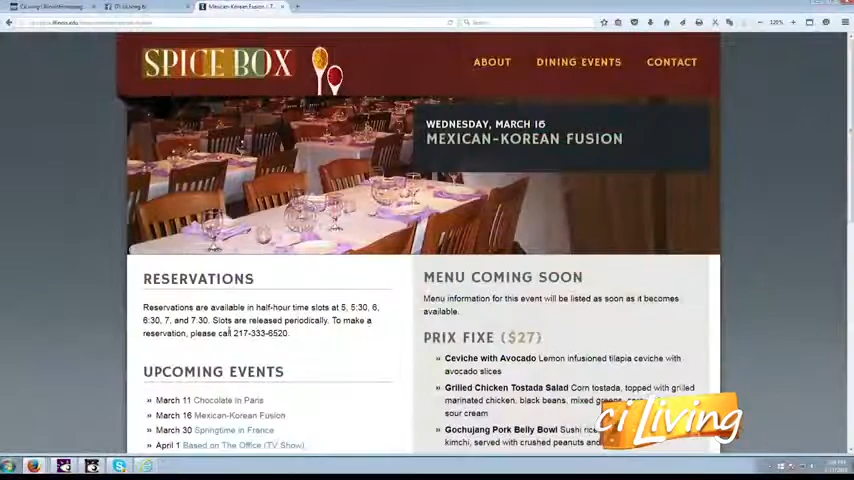 Mexican-Korean Fusion | T...
SPICE BOX
ABOUT
DINING EVENTS
CONTACT
WEDNESDAY, MARCH 16
MEXICAN-KOREAN FUSION
RESERVATIONS
Reservations are available in half-hour time slots at 5, 5:30, 6,
6:30, 7, and 7:30. Slots are released periodically. To make a
reservation, please call 217-333-6520.
UPCOMING EVENTS
» March 11 Chocolate in Paris
» March 16 Mexican-Korean Fusion
» March 30 Springtime in France
» April 1 Based on The Office (TV Show)
MENU COMING SOON
Menu information for this event will be listed as soon as it becomes
available.
PRIX FIXE ($27)
» Ceviche with Avocado Lemon infusioned tilapia ceviche with
avocado slices
» Grilled Chicken Tostada Salad Corn tostada, topped with grilled
marinated chicken, black beans, mixed greens,
sour cream
» Gochujang Pork Belly Bowl Sushi
kimchi, served with crushed peanuts and
ciLiving